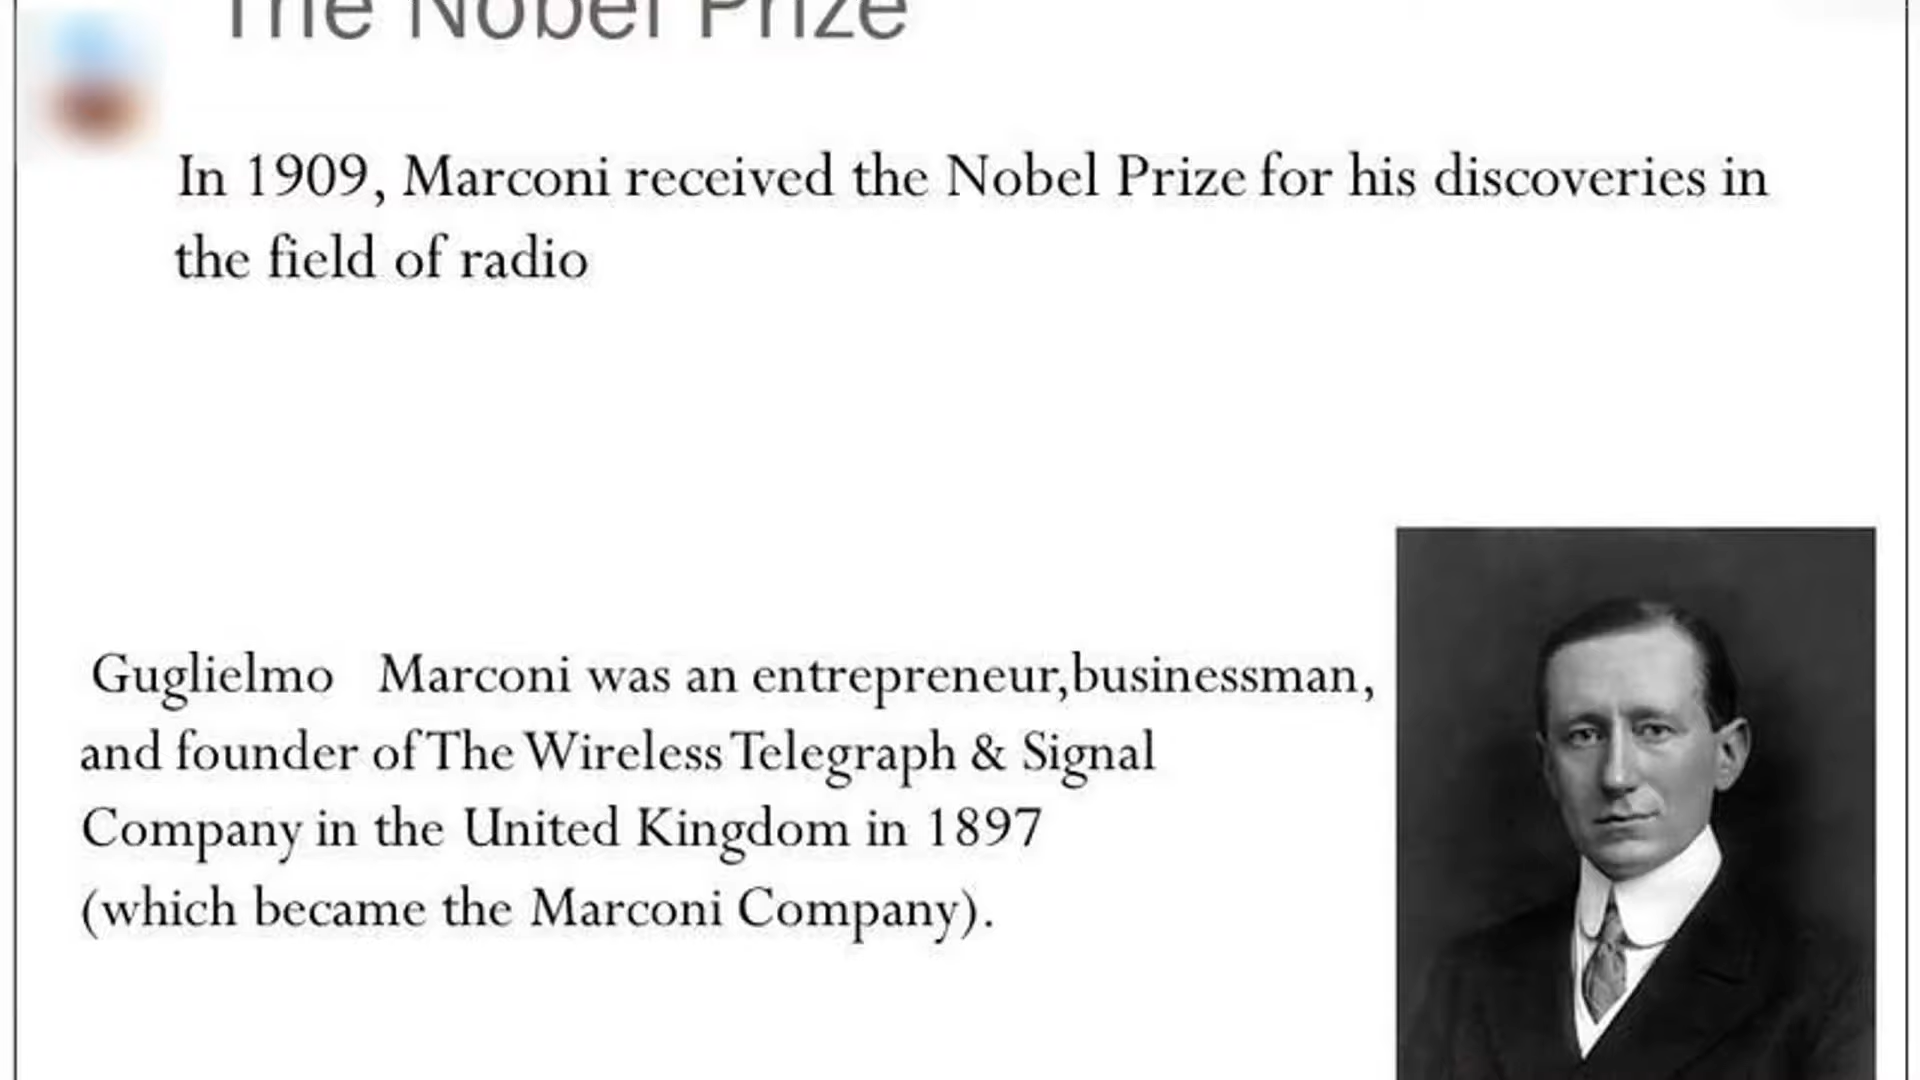 The Nobel Prize
In 1909, Marconi received the Nobel Prize for his discoveries in
the field of radio
Guglielmo Marconi was an entrepreneur,businessman,
and founder of The Wireless Telegraph & Signal
Company in the United Kingdom in 1897
(which became the Marconi Company).